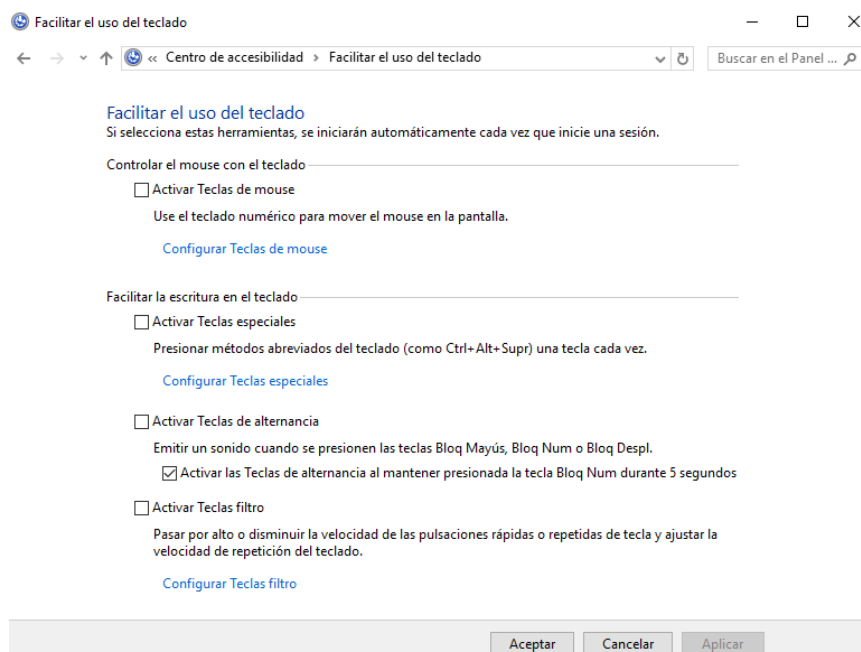 Facilitar el uso del teclado
« Centro de accesibilidad › Facilitar el uso del teclado
Buscar en el Panel ...
Facilitar el uso del teclado
Si selecciona estas herramientas, se iniciarán automáticamente cada vez que inicie una sesión.
Controlar el mouse con el teclado
Activar Teclas de mouse
Use el teclado numérico para mover el mouse en la pantalla.
Configurar Teclas de mouse
Facilitar la escritura en el teclado
Activar Teclas especiales
Presionar métodos abreviados del teclado (como Ctrl+Alt+Supr) una tecla cada vez.
Configurar Teclas especiales
Activar Teclas de alternancia
Emitir un sonido cuando se presionen las teclas Bloq Mayús, Bloq Num o Bloq Despl.
Activar las Teclas de alternancia al mantener presionada la tecla Bloq Num durante 5 segundos
Activar Teclas filtro
Pasar por alto o disminuir la velocidad de las pulsaciones rápidas o repetidas de tecla y ajustar la
velocidad de repetición del teclado.
Configurar Teclas filtro
Aceptar Cancelar Aplicar